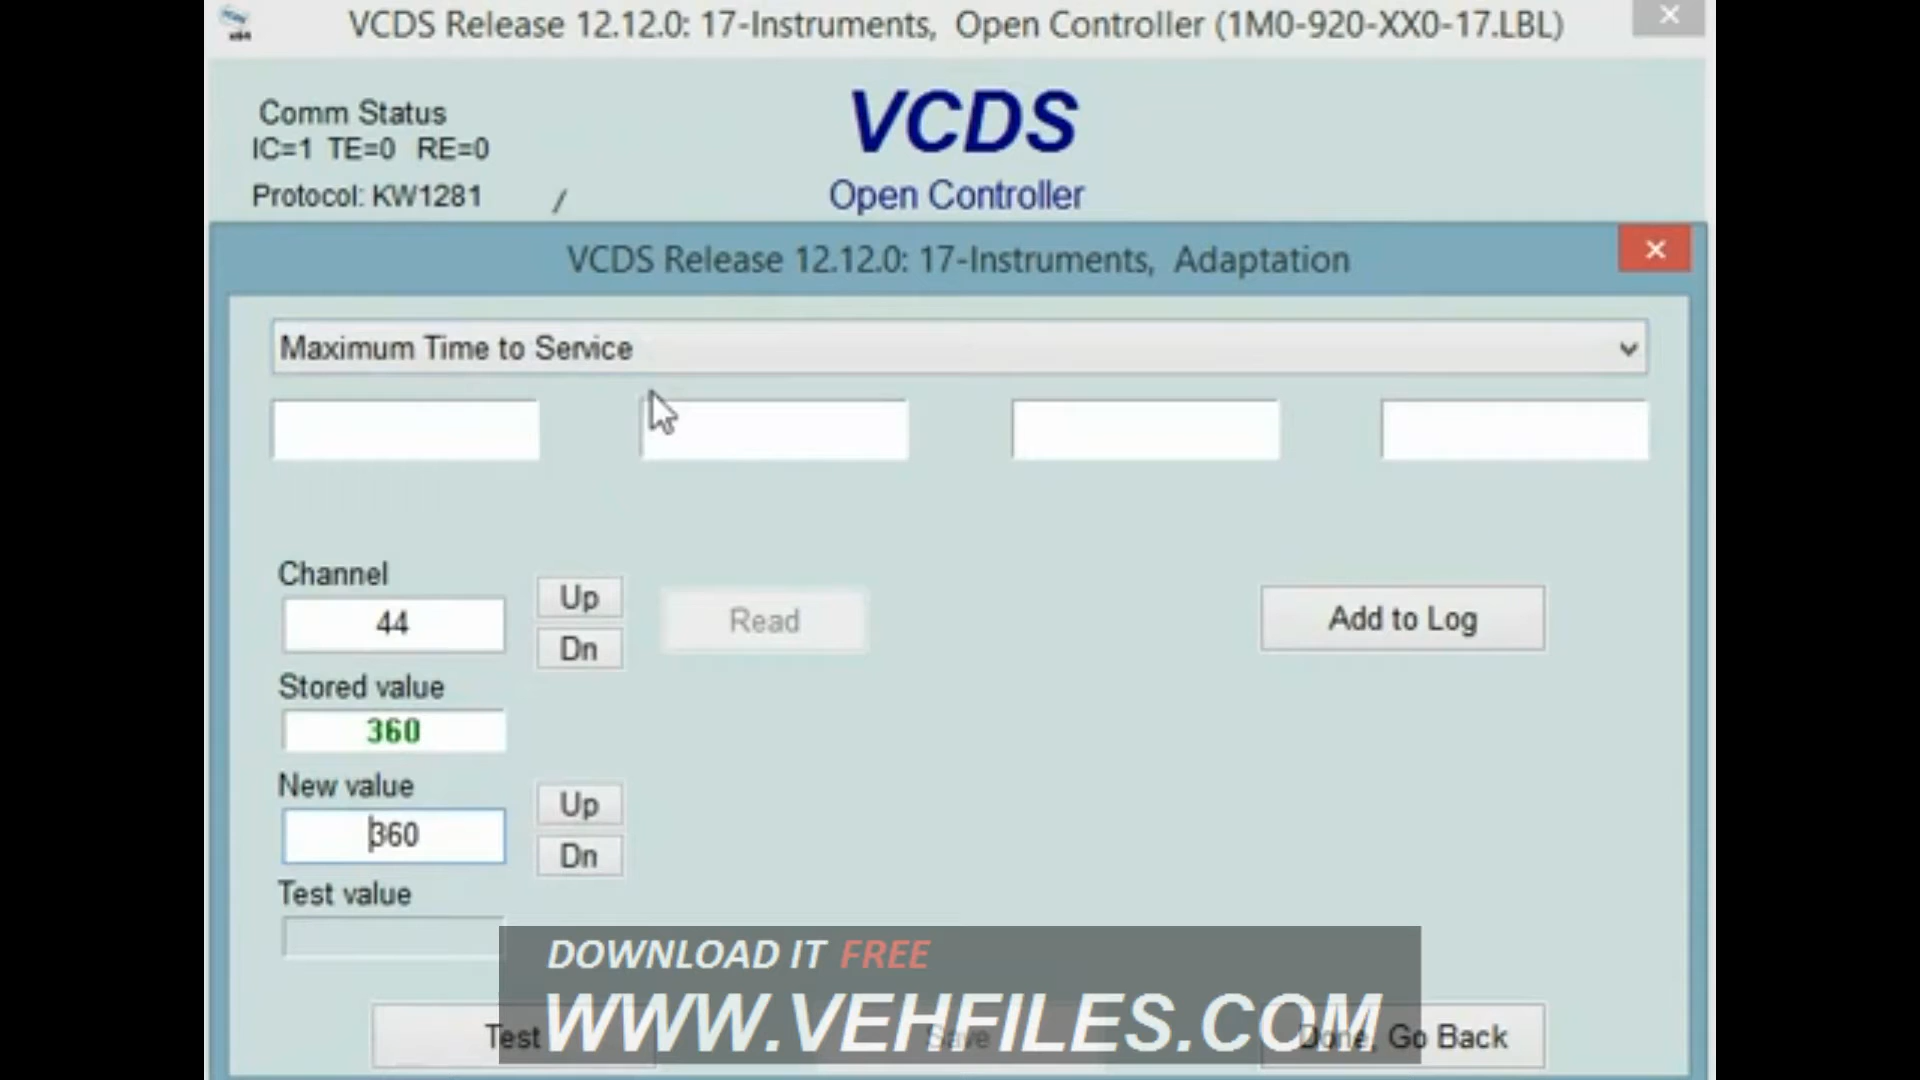 VCDS Release 12.12.0: 17-Instruments, Open Controller (1M0-920-XX0-17.LBL)
Comm Status
IC=1 TE=0 RE=0
Protocol: KW1281 /
VCDS
Open Controller
VCDS Release 12.12.0: 17-Instruments, Adaptation
Maximum Time to Service
Channel
44
Up
Dn
Read
Add to Log
Stored value
360
New value
360
Up
Dn
Test value
DOWNLOAD IT FREE
WWW.VEHFILES.COM
Test
Save
Done, Go Back